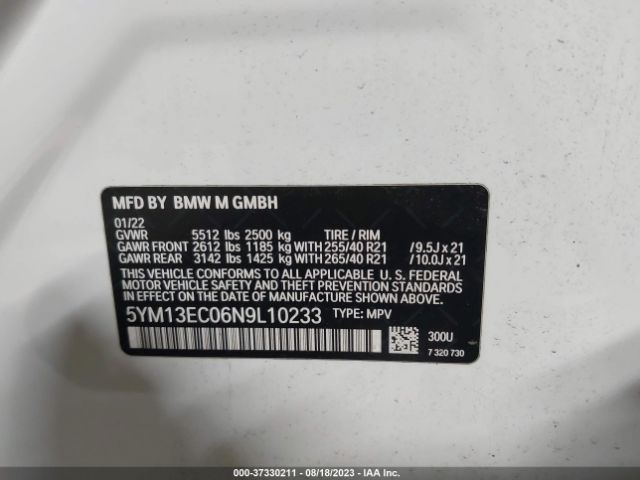 MFD BY BMW M GMBH
01/22
GVWR 5512 lbs 2500 kg TIRE / RIM
GAWR FRONT 2612 lbs 1185 kg WITH 255/40 R21 /9.5J x 21
GAWR REAR 3142 lbs 1425 kg WITH 265/40 R21 /10.0J x 21
THIS VEHICLE CONFORMS TO ALL APPLICABLE U. S. FEDERAL
MOTOR VEHICLE SAFETY AND THEFT PREVENTION STANDARDS
IN EFFECT ON THE DATE OF MANUFACTURE SHOWN ABOVE.
5YM13EC06N9L10233 TYPE: MPV
300U
7 320 730
000-37330211 - 08/18/2023 - IAA Inc.